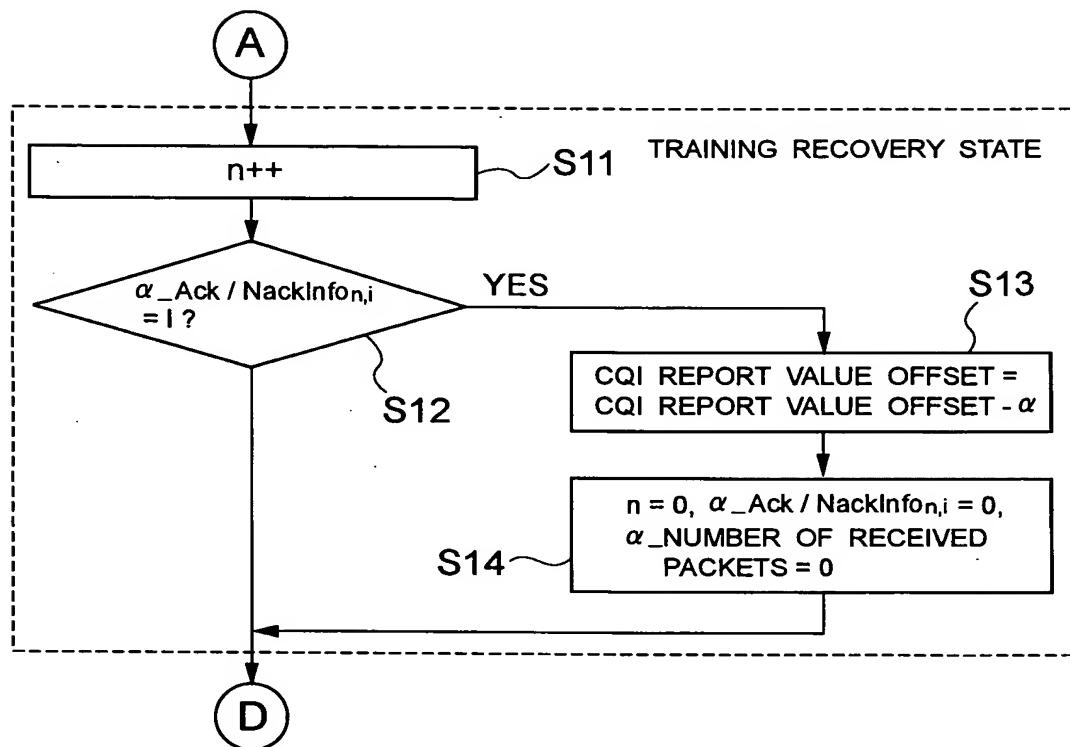 A
TRAINING RECOVERY STATE
n++
S11
α_Ack / NackInfon,i
= I ?
YES
S12
S13
CQI REPORT VALUE OFFSET =
CQI REPORT VALUE OFFSET - α
n = 0, α_Ack / NackInfon,i = 0,
α_NUMBER OF RECEIVED
PACKETS = 0
S14
D